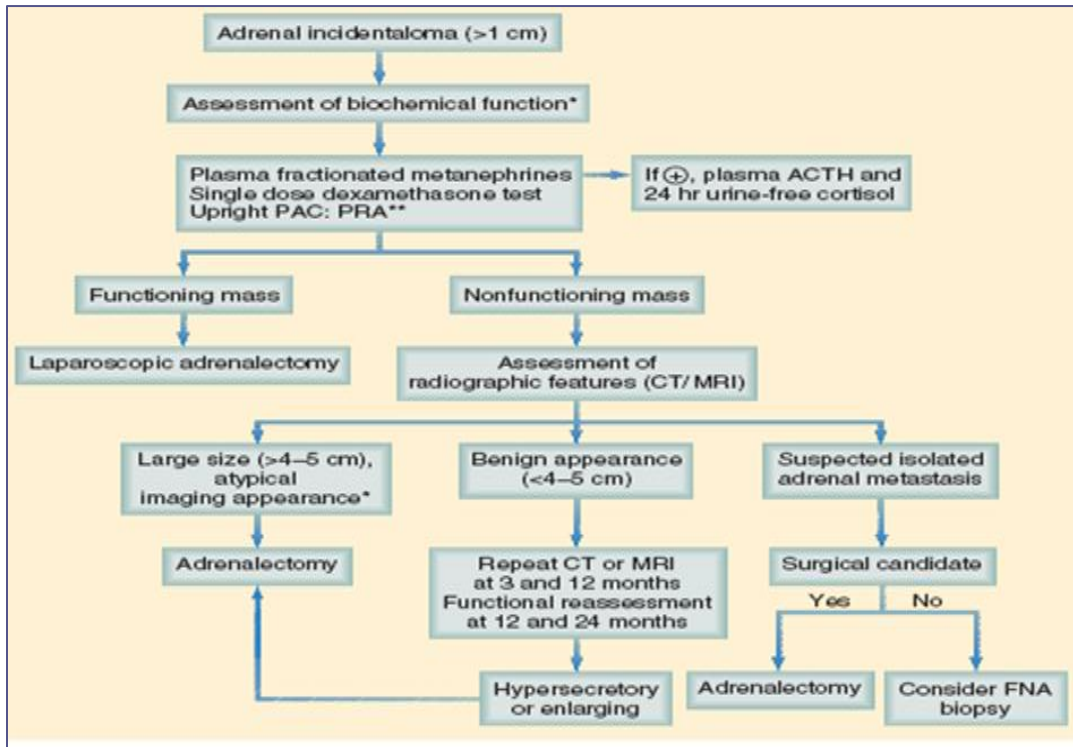 Adrenal incidentaloma (>1 cm)
Assessment of biochemical function*
Plasma fractionated metanephrines
Single dose dexamethasone test
Upright PAC: PRA**
If ⊕, plasma ACTH and
24 hr urine-free cortisol
Functioning mass
Nonfunctioning mass
Laparoscopic adrenalectomy
Assessment of
radiographic features (CT/MRI)
Large size (>4–5 cm),
atypical
imaging appearance*
Benign appearance
(<4–5 cm)
Suspected isolated
adrenal metastasis
Adrenalectomy
Repeat CT or MRI
at 3 and 12 months
Functional reassessment
at 12 and 24 months
Surgical candidate
Yes
No
Hypersecretory
or enlarging
Adrenalectomy
Consider FNA
biopsy